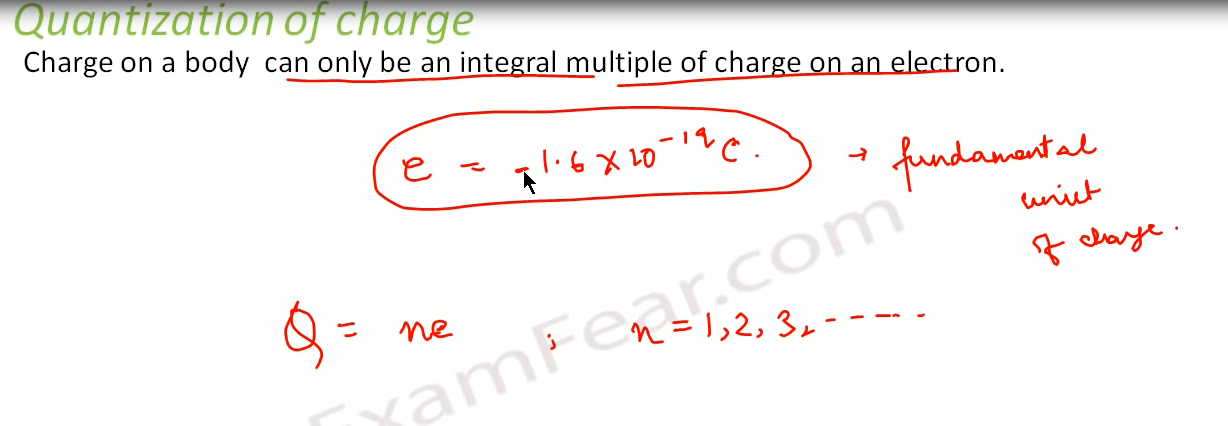 Quantization of charge
Charge on a body can only be an integral multiple of charge on an electron.
e = -1.6 × 10⁻¹⁹ C. → fundamental
unit
of charge.
Q = ne ; n = 1, 2, 3, -----
ExamFear.com